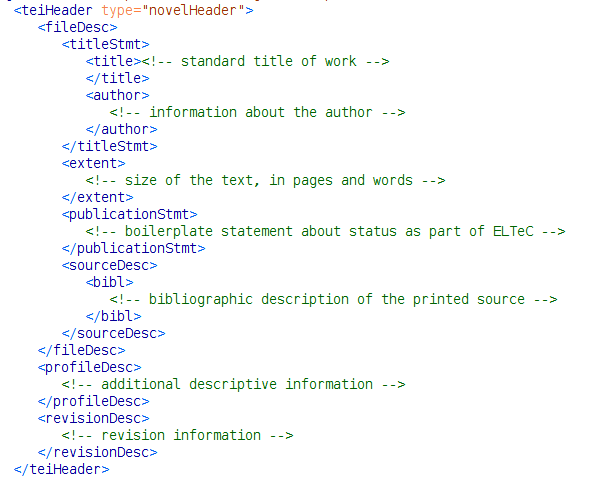 <teiHeader type="novelHeader">
<fileDesc>
<titleStmt>
<title><!-- standard title of work -->
</title>
<author>
<!-- information about the author -->
</author>
</titleStmt>
<extent>
<!-- size of the text, in pages and words -->
</extent>
<publicationStmt>
<!-- boilerplate statement about status as part of ELTeC -->
</publicationStmt>
<sourceDesc>
<bibl>
<!-- bibliographic description of the printed source -->
</bibl>
</sourceDesc>
</fileDesc>
<profileDesc>
<!-- additional descriptive information -->
</profileDesc>
<revisionDesc>
<!-- revision information -->
</revisionDesc>
</teiHeader>